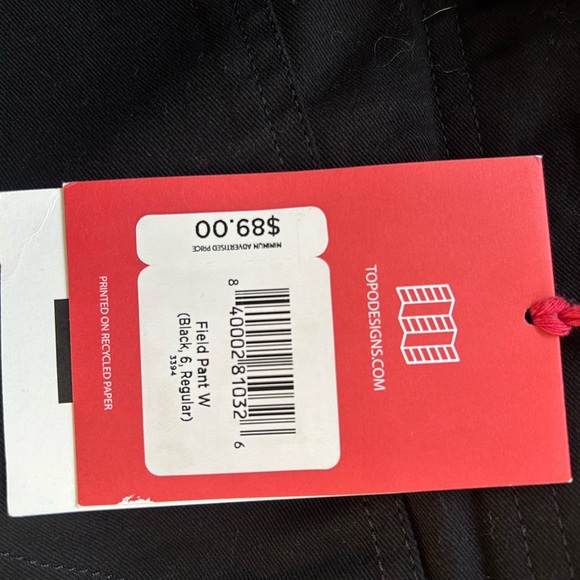 TOPODESIGNS.COM
$89.00
MINIMUM ADVERTISED PRICE
8 40002 81032 6
Field Pant W
(Black, 6, Regular)
3394
PRINTED ON RECYCLED PAPER